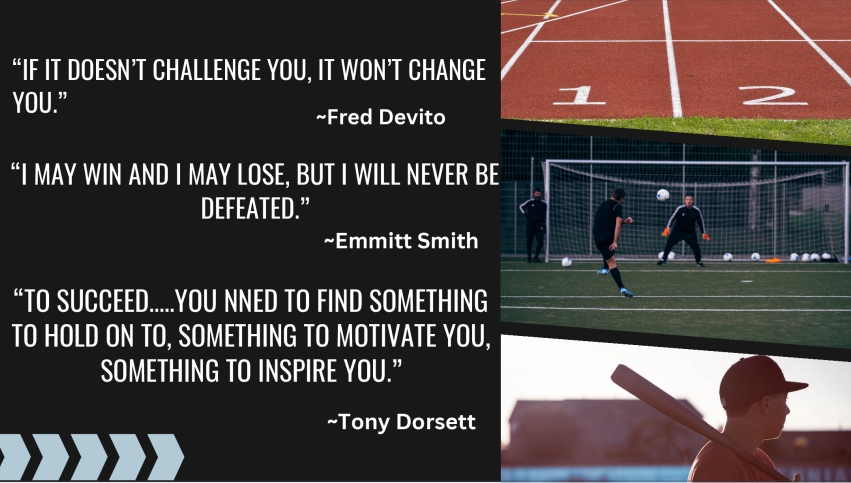 “IF IT DOESN’T CHALLENGE YOU, IT WON’T CHANGE
YOU.”
~Fred Devito
“I MAY WIN AND I MAY LOSE, BUT I WILL NEVER BE
DEFEATED.”
~Emmitt Smith
“TO SUCCEED.....YOU NNED TO FIND SOMETHING
TO HOLD ON TO, SOMETHING TO MOTIVATE YOU,
SOMETHING TO INSPIRE YOU.”
~Tony Dorsett
1 2